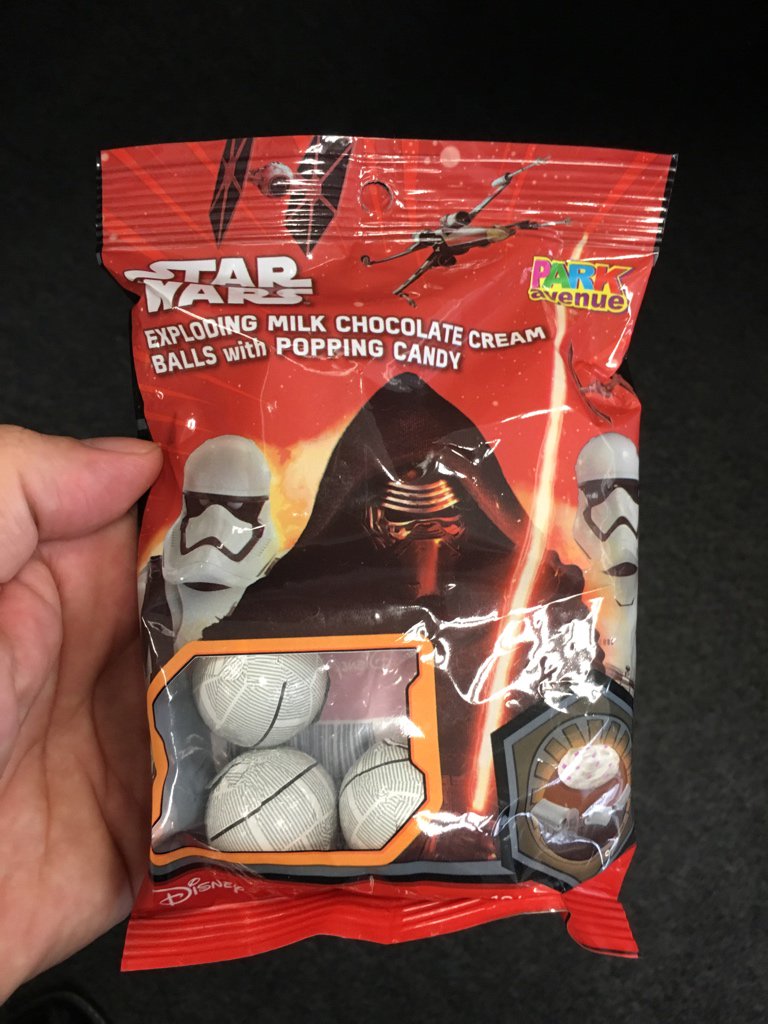 STAR
WARS
PARK
avenue
EXPLODING MILK CHOCOLATE CREAM
BALLS with POPPING CANDY
DISNEY